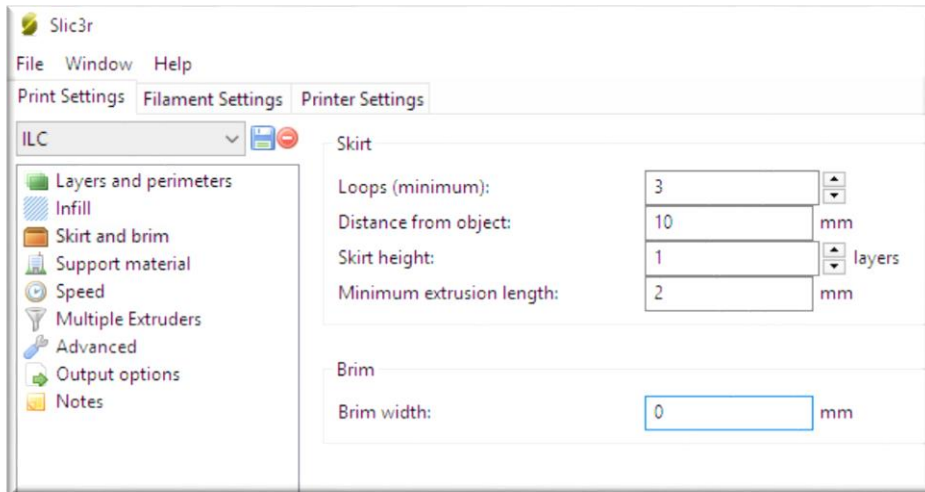 Slic3r
File Window Help
Print Settings Filament Settings Printer Settings
ILC
Layers and perimeters
Infill
Skirt and brim
Support material
Speed
Multiple Extruders
Advanced
Output options
Notes
Skirt
Loops (minimum): 3
Distance from object: 10 mm
Skirt height: 1 layers
Minimum extrusion length: 2 mm
Brim
Brim width: 0 mm